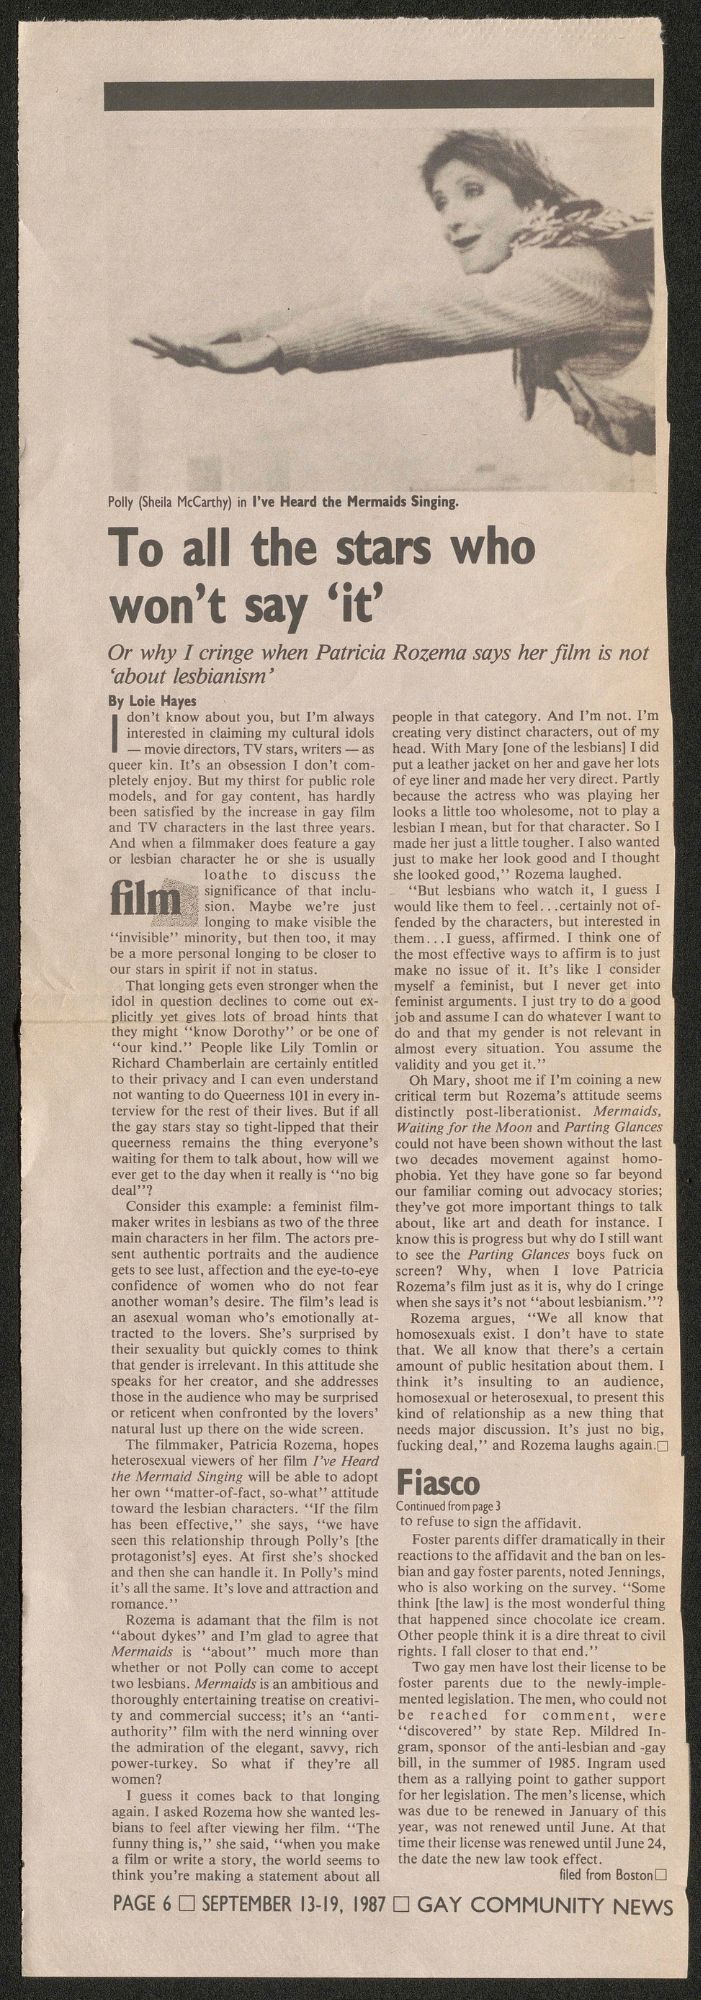 Polly (Sheila McCarthy) in I've Heard the Mermaids Singing.
To all the stars who
won't say ‘it’
Or why I cringe when Patricia Rozema says her film is not
‘about lesbianism’
By Loie Hayes
I don't know about you, but I'm always
interested in claiming my cultural idols
— movie directors, TV stars, writers — as
queer kin. It's an obsession I don't com-
pletely enjoy. But my thirst for public role
models, and for gay content, has hardly
been satisfied by the increase in gay film
and TV characters in the last three years.
And when a filmmaker does feature a gay
or lesbian character he or she is usually
loathe to discuss the
film
significance of that inclu-
sion. Maybe we're just
longing to make visible the
“invisible” minority, but then too, it may
be a more personal longing to be closer to
our stars in spirit if not in status.
That longing gets even stronger when the
idol in question declines to come out ex-
plicitly yet gives lots of broad hints that
they might “know Dorothy” or be one of
“our kind.” People like Lily Tomlin or
Richard Chamberlain are certainly entitled
to their privacy and I can even understand
not wanting to do Queerness 101 in every in-
terview for the rest of their lives. But if all
the gay stars stay so tight-lipped that their
queerness remains the thing everyone's
waiting for them to talk about, how will we
ever get to the day when it really is “no big
deal”?
Consider this example: a feminist film-
maker writes in lesbians as two of the three
main characters in her film. The actors pre-
sent authentic portraits and the audience
gets to see lust, affection and the eye-to-eye
confidence of women who do not fear
another woman's desire. The film's lead is
an asexual woman who's emotionally at-
tracted to the lovers. She's surprised by
their sexuality but quickly comes to think
that gender is irrelevant. In this attitude she
speaks for her creator, and she addresses
those in the audience who may be surprised
or reticent when confronted by the lovers'
natural lust up there on the wide screen.
The filmmaker, Patricia Rozema, hopes
heterosexual viewers of her film I've Heard
the Mermaid Singing will be able to adopt
her own “matter-of-fact, so-what” attitude
toward the lesbian characters. “If the film
has been effective,” she says, “we have
seen this relationship through Polly's [the
protagonist's] eyes. At first she's shocked
and then she can handle it. In Polly's mind
it's all the same. It's love and attraction and
romance.”
Rozema is adamant that the film is not
“about dykes” and I'm glad to agree that
Mermaids is “about” much more than
whether or not Polly can come to accept
two lesbians. Mermaids is an ambitious and
thoroughly entertaining treatise on creativi-
ty and commercial success; it's an “anti-
authority” film with the nerd winning over
the admiration of the elegant, savvy, rich
power-turkey. So what if they're all
women?
I guess it comes back to that longing
again. I asked Rozema how she wanted les-
bians to feel after viewing her film. “The
funny thing is,” she said, “when you make
a film or write a story, the world seems to
think you're making a statement about all
people in that category. And I'm not. I'm
creating very distinct characters, out of my
head. With Mary [one of the lesbians] I did
put a leather jacket on her and gave her lots
of eye liner and made her very direct. Partly
because the actress who was playing her
looks a little too wholesome, not to play a
lesbian I mean, but for that character. So I
made her just a little tougher. I also wanted
just to make her look good and I thought
she looked good,” Rozema laughed.
“But lesbians who watch it, I guess I
would like them to feel...certainly not of-
fended by the characters, but interested in
them...I guess, affirmed. I think one of
the most effective ways to affirm is to just
make no issue of it. It's like I consider
myself a feminist, but I never get into
feminist arguments. I just try to do a good
job and assume I can do whatever I want to
do and that my gender is not relevant in
almost every situation. You assume the
validity and you get it.”
Oh Mary, shoot me if I'm coining a new
critical term but Rozema's attitude seems
distinctly post-liberationist. Mermaids,
Waiting for the Moon and Parting Glances
could not have been shown without the last
two decades movement against homo-
phobia. Yet they have gone so far beyond
our familiar coming out advocacy stories;
they've got more important things to talk
about, like art and death for instance. I
know this is progress but why do I still want
to see the Parting Glances boys fuck on
screen? Why, when I love Patricia
Rozema's film just as it is, why do I cringe
when she says it's not “about lesbianism.”?
Rozema argues, “We all know that
homosexuals exist. I don't have to state
that. We all know that there's a certain
amount of public hesitation about them. I
think it's insulting to an audience,
homosexual or heterosexual, to present this
kind of relationship as a new thing that
needs major discussion. It's just no big,
fucking deal,” and Rozema laughs again.□
Fiasco
Continued from page 3
to refuse to sign the affidavit.
Foster parents differ dramatically in their
reactions to the affidavit and the ban on les-
bian and gay foster parents, noted Jennings,
who is also working on the survey. “Some
think [the law] is the most wonderful thing
that happened since chocolate ice cream.
Other people think it is a dire threat to civil
rights. I fall closer to that end.”
Two gay men have lost their license to be
foster parents due to the newly-imple-
mented legislation. The men, who could not
be reached for comment, were
“discovered” by state Rep. Mildred In-
gram, sponsor of the anti-lesbian and -gay
bill, in the summer of 1985. Ingram used
them as a rallying point to gather support
for her legislation. The men's license, which
was due to be renewed in January of this
year, was not renewed until June. At that
time their license was renewed until June 24,
the date the new law took effect.
filed from Boston□
PAGE 6 □ SEPTEMBER 13-19, 1987 □ GAY COMMUNITY NEWS